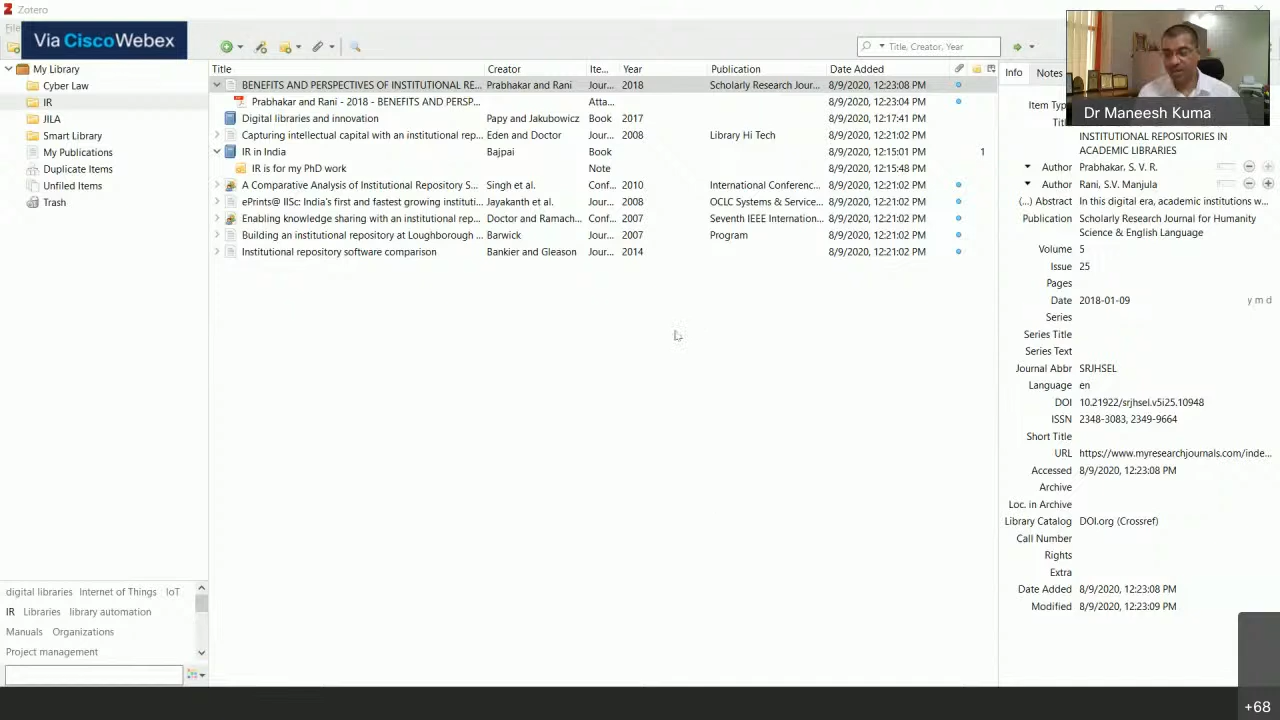 Zotero
File
Via CiscoWebex
Title, Creator, Year
Dr Maneesh Kuma
My Library
Cyber Law
IR
JILA
Smart Library
My Publications
Duplicate Items
Unfiled Items
Trash
Title Creator Ite... Year Publication Date Added
BENEFITS AND PERSPECTIVES OF INSTITUTIONAL RE... Prabhakar and Rani Jour... 2018 Scholarly Research Jour... 8/9/2020, 12:23:08 PM
Prabhakar and Rani - 2018 - BENEFITS AND PERSP... Atta... 8/9/2020, 12:23:04 PM
Digital libraries and innovation Papy and Jakubowicz Book 2017 8/9/2020, 12:17:41 PM
Capturing intellectual capital with an institutional rep... Eden and Doctor Jour... 2008 Library Hi Tech 8/9/2020, 12:21:02 PM
IR in India Bajpai Book 8/9/2020, 12:15:01 PM 1
IR is for my PhD work Note 8/9/2020, 12:15:48 PM
A Comparative Analysis of Institutional Repository S... Singh et al. Conf... 2010 International Conferenc... 8/9/2020, 12:21:02 PM
ePrints@ IISc: India's first and fastest growing instituti... Jayakanth et al. Jour... 2008 OCLC Systems & Service... 8/9/2020, 12:21:02 PM
Enabling knowledge sharing with an institutional rep... Doctor and Ramach... Conf... 2007 Seventh IEEE Internation... 8/9/2020, 12:21:02 PM
Building an institutional repository at Loughborough ... Barwick Jour... 2007 Program 8/9/2020, 12:21:02 PM
Institutional repository software comparison Bankier and Gleason Jour... 2014 8/9/2020, 12:21:02 PM
Info Notes
Item Typ
Titl
INSTITUTIONAL REPOSITORIES IN
ACADEMIC LIBRARIES
Author Prabhakar. S. V. R.
Author Rani, S.V. Manjula
(...) Abstract In this digital era, academic institutions w...
Publication Scholarly Research Journal for Humanity
Science & English Language
Volume 5
Issue 25
Pages
Date 2018-01-09 y m d
Series
Series Title
Series Text
Journal Abbr SRJHSEL
Language en
DOI 10.21922/srjhsel.v5i25.10948
ISSN 2348-3083, 2349-9664
Short Title
URL https://www.myresearchjournals.com/inde...
Accessed 8/9/2020, 12:23:08 PM
Archive
Loc. in Archive
Library Catalog DOI.org (Crossref)
Call Number
Rights
Extra
Date Added 8/9/2020, 12:23:08 PM
Modified 8/9/2020, 12:23:09 PM
digital libraries Internet of Things IoT
IR Libraries library automation
Manuals Organizations
Project management
+68